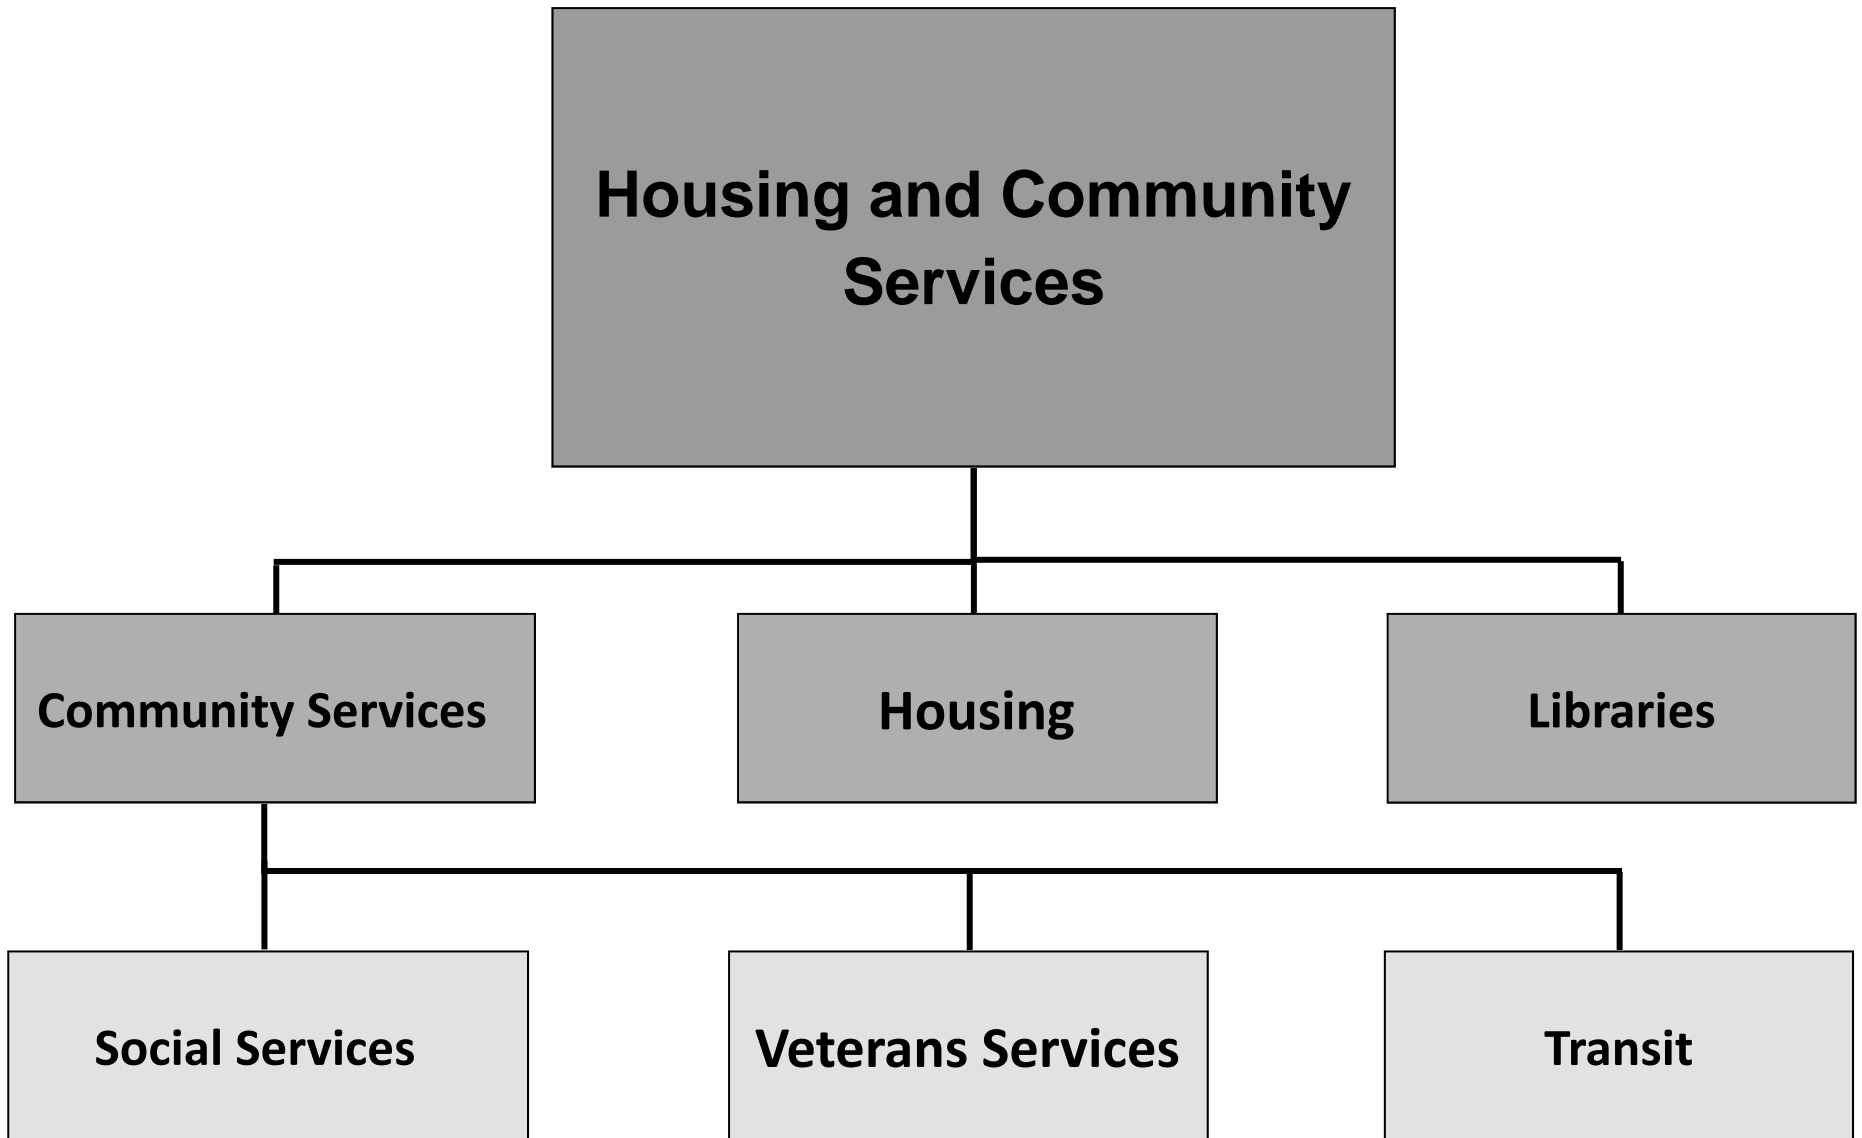 Housing and Community
Services
Community Services
Housing
Libraries
Social Services
Veterans Services
Transit